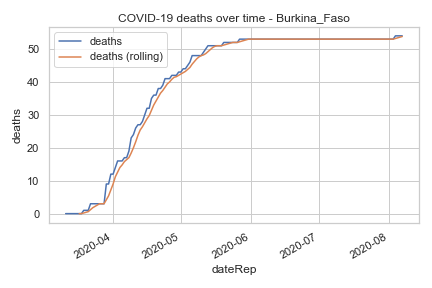 COVID-19 deaths over time - Burkina_Faso
deaths
deaths (rolling)
deaths
50
40
30
20
10
0
2020-04
2020-05
2020-06
2020-07
2020-08
dateRep